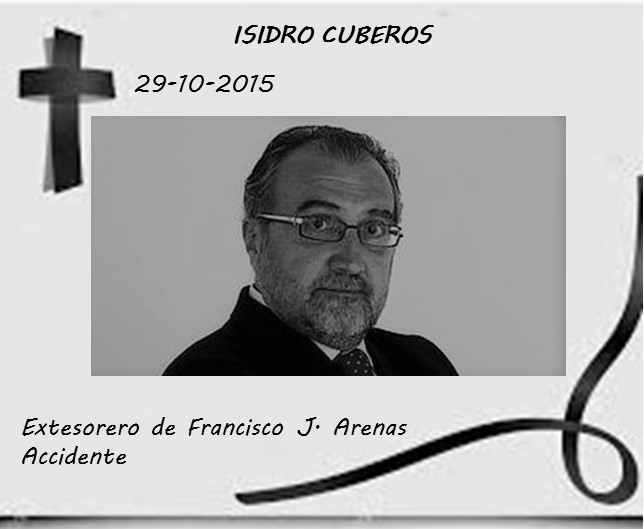 ISIDRO CUBEROS
29-10-2015
Extesorero de Francisco J. Arenas
Accidente